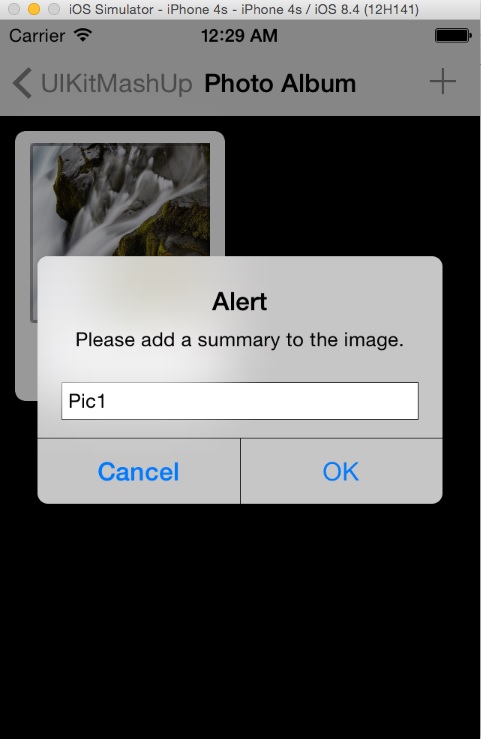 iOS Simulator - iPhone 4s - iPhone 4s / iOS 8.4 (12H141)
Carrier 12:29 AM
UIKitMashUp Photo Album +
Alert
Please add a summary to the image.
Pic1
Cancel OK